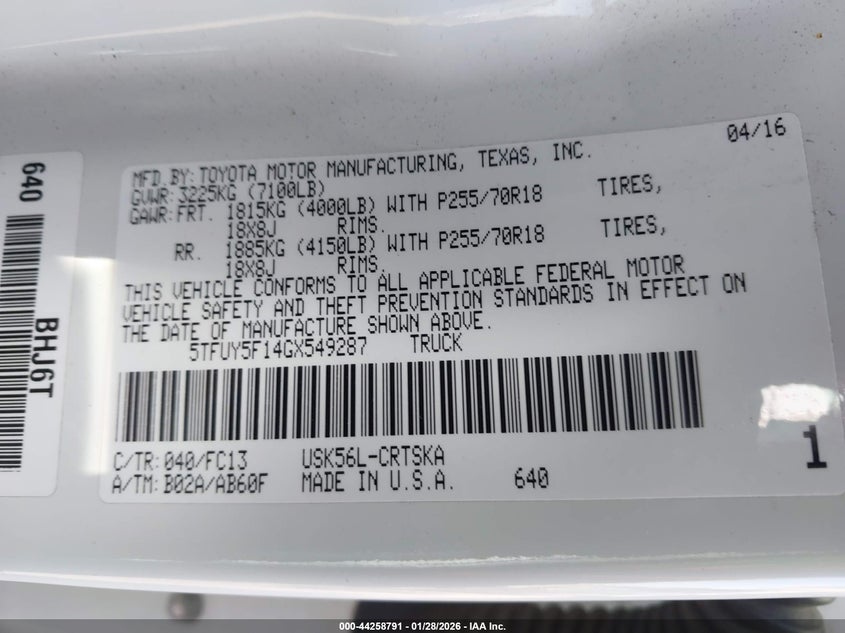 04/16
MFD.BY:TOYOTA MOTOR MANUFACTURING, TEXAS, INC.
GVWR:3225KG (7100LB)
GAWR:FRT. 1815KG (4000LB) WITH P255/70R18 TIRES,
18X8J RIMS.
RR. 1885KG (4150LB) WITH P255/70R18 TIRES,
18X8J RIMS.
THIS VEHICLE CONFORMS TO ALL APPLICABLE FEDERAL MOTOR
VEHICLE SAFETY AND THEFT PREVENTION STANDARDS IN EFFECT ON
THE DATE OF MANUFACTURE SHOWN ABOVE.
5TFUY5F14GX549287 TRUCK
C/TR:040/FC13 USK56L-CRTSKA
A/TM:B02A/AB60F MADE IN U.S.A. 640
1
640
BHJ6T
000-44258791 - 01/28/2026 - IAA Inc.